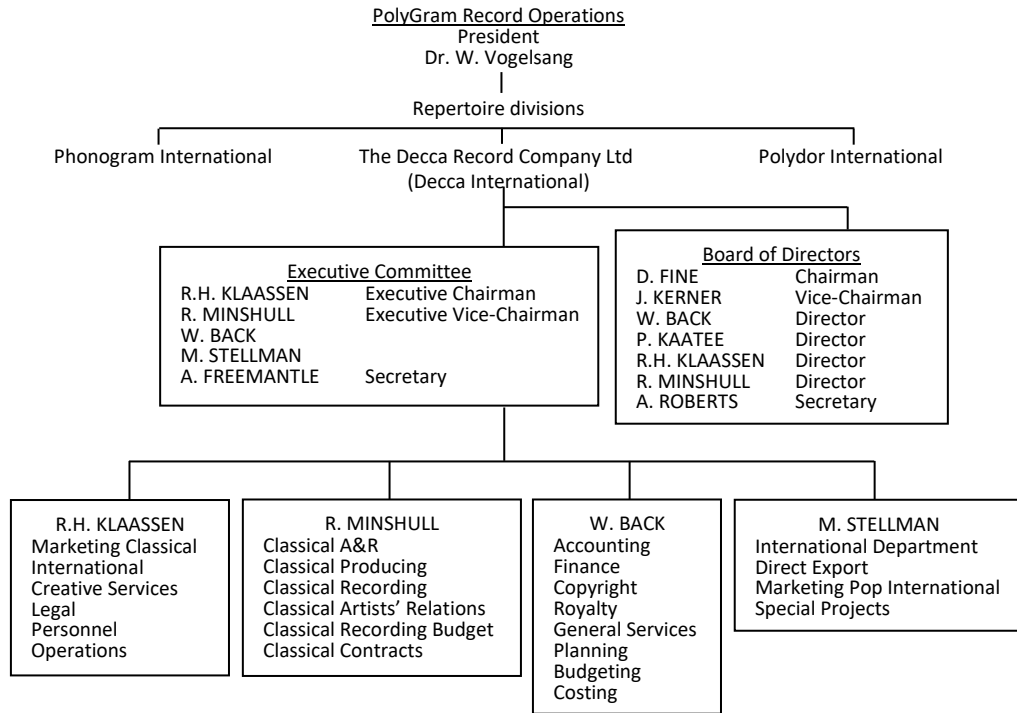 PolyGram Record Operations
President
Dr. W. Vogelsang
Repertoire divisions
Phonogram International
The Decca Record Company Ltd
(Decca International)
Polydor International
Executive Committee
R.H. KLAASSEN Executive Chairman
R. MINSHULL Executive Vice-Chairman
W. BACK
M. STELLMAN
A. FREEMANTLE Secretary
Board of Directors
D. FINE Chairman
J. KERNER Vice-Chairman
W. BACK Director
P. KAATEE Director
R.H. KLAASSEN Director
R. MINSHULL Director
A. ROBERTS Secretary
R.H. KLAASSEN
Marketing Classical
International
Creative Services
Legal
Personnel
Operations
R. MINSHULL
Classical A&R
Classical Producing
Classical Recording
Classical Artists’ Relations
Classical Recording Budget
Classical Contracts
W. BACK
Accounting
Finance
Copyright
Royalty
General Services
Planning
Budgeting
Costing
M. STELLMAN
International Department
Direct Export
Marketing Pop International
Special Projects